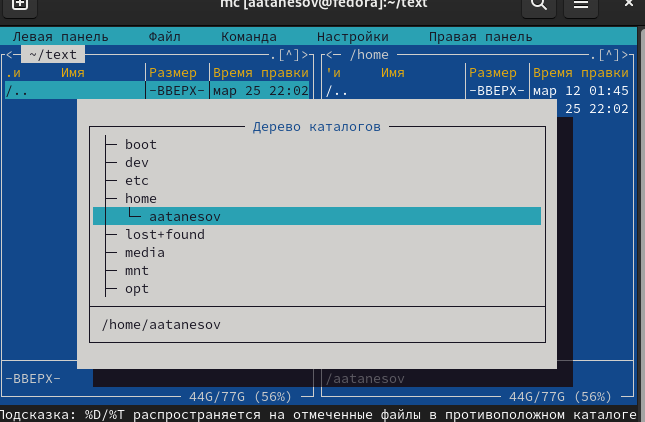 mc [aatanesov@fedora]:~/text
Левая панель Файл Команда Настройки Правая панель
<- ~/text .[^]>
<- /home .[^]>
.и Имя Размер Время правки
'и Имя Размер Время правки
/.. -ВВЕРХ- мар 25 22:02
/.. -ВВЕРХ- мар 12 01:45
25 22:02
Дерево каталогов
boot
dev
etc
home
aatanesov
lost+found
media
mnt
opt
/home/aatanesov
-ВВЕРХ-
/aatanesov
44G/77G (56%)
44G/77G (56%)
Подсказка: %D/%T распространяется на отмеченные файлы в противоположном каталоге